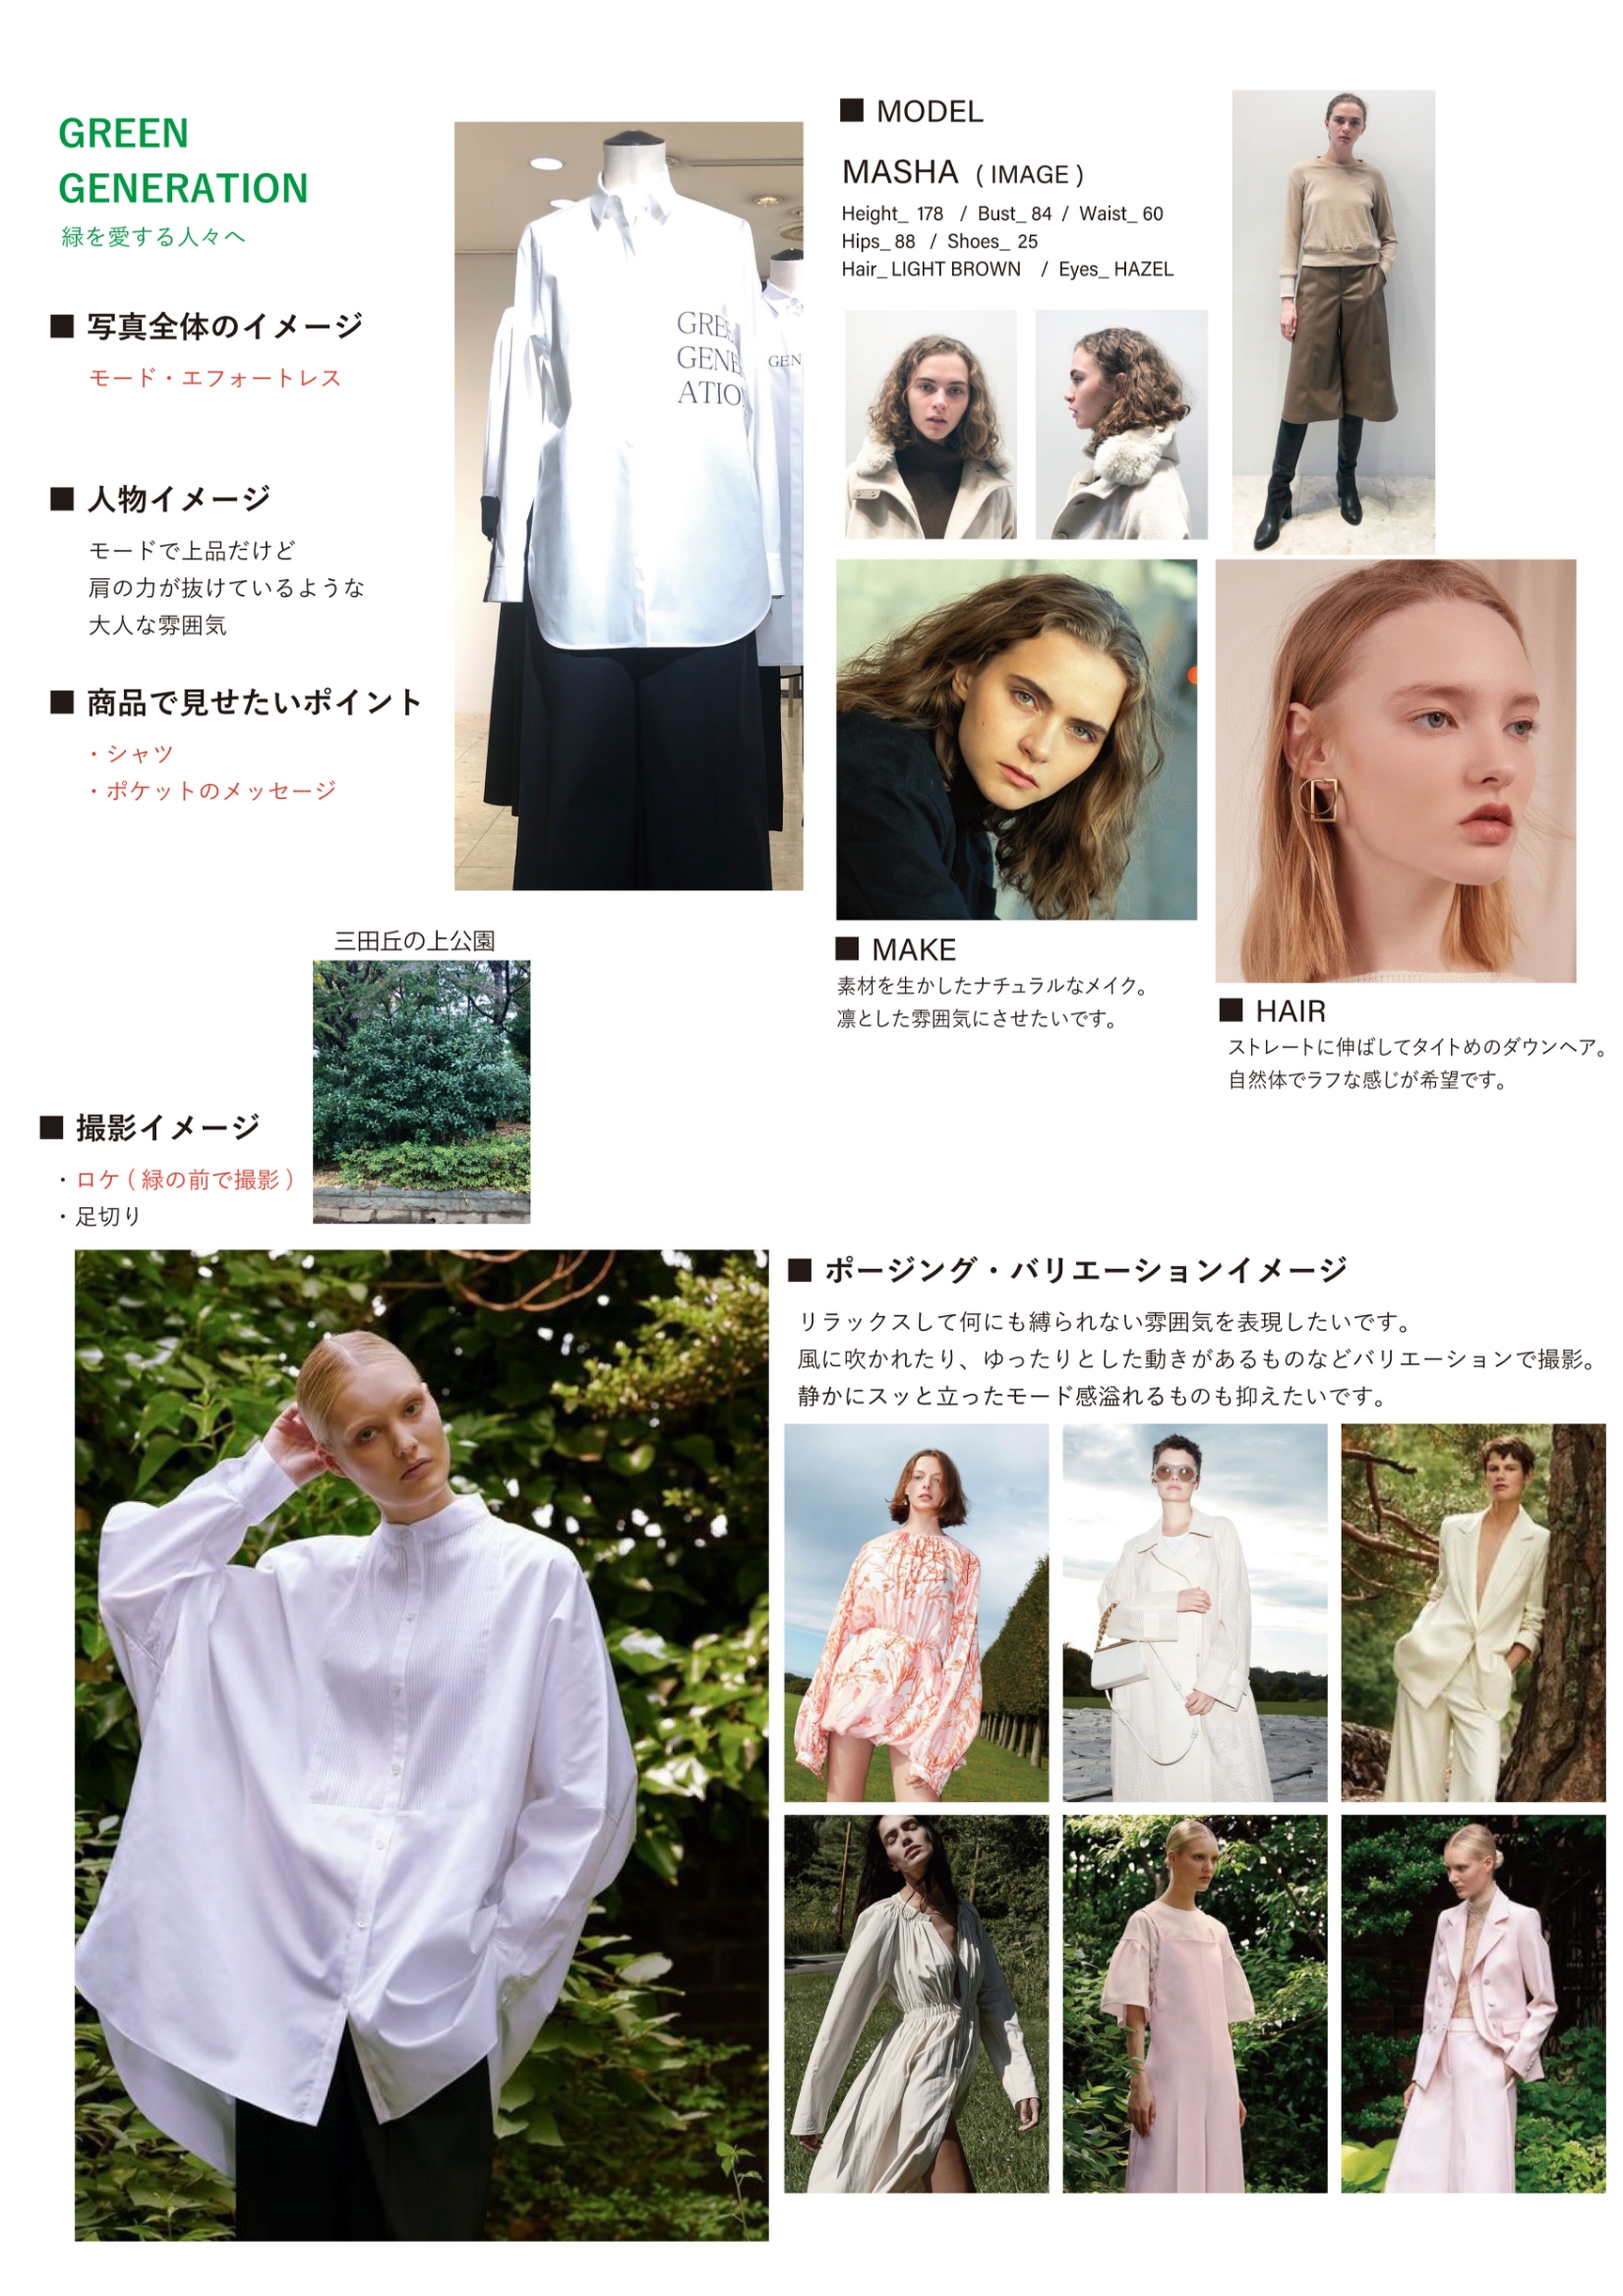 GREEN
GENERATION
緑を愛する人々へ
■ 写真全体のイメージ
モード・エフォートレス
■ 人物イメージ
モードで上品だけど
肩の力が抜けているような
大人な雰囲気
■ 商品で見せたいポイント
・シャツ
・ポケットのメッセージ
GREE
GENE
ATIO
GEN
■ MODEL
MASHA ( IMAGE )
Height_ 178 / Bust_ 84 / Waist_ 60
Hips_ 88 / Shoes_ 25
Hair_ LIGHT BROWN / Eyes_ HAZEL
■ MAKE
素材を生かしたナチュラルなメイク。
凛とした雰囲気にさせたいです。
■ HAIR
ストレートに伸ばしてタイトめのダウンヘア。
自然体でラフな感じが希望です。
三田丘の上公園
■ 撮影イメージ
・ロケ ( 緑の前で撮影 )
・足切り
■ ポージング・バリエーションイメージ
リラックスして何にも縛られない雰囲気を表現したいです。
風に吹かれたり、ゆったりとした動きがあるものなどバリエーションで撮影。
静かにスッと立ったモード感溢れるものも抑えたいです。